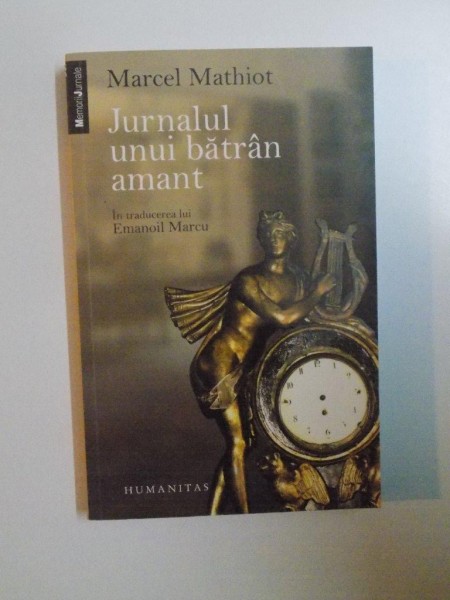 Memorii Jurnale
Marcel Mathiot
Jurnalul
unui bătrân
amant
În traducerea lui
Emanoil Marcu
HUMANITAS